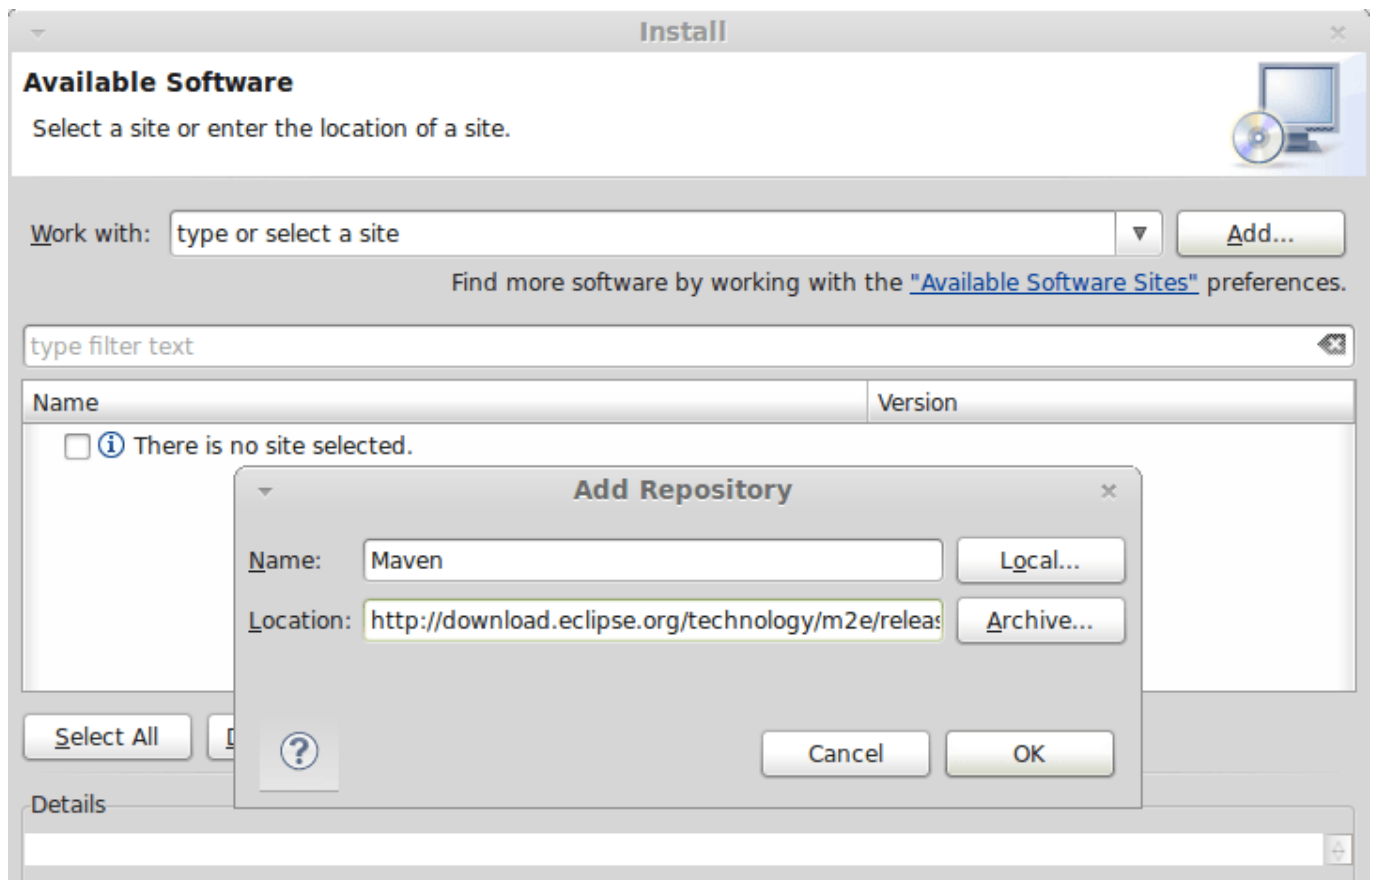 Install
Available Software
Select a site or enter the location of a site.
Work with: type or select a site Add...
Find more software by working with the "Available Software Sites" preferences.
type filter text
Name Version
There is no site selected.
Add Repository
Name: Maven Local...
Location: http://download.eclipse.org/technology/m2e/releas Archive...
Select All
Cancel OK
Details